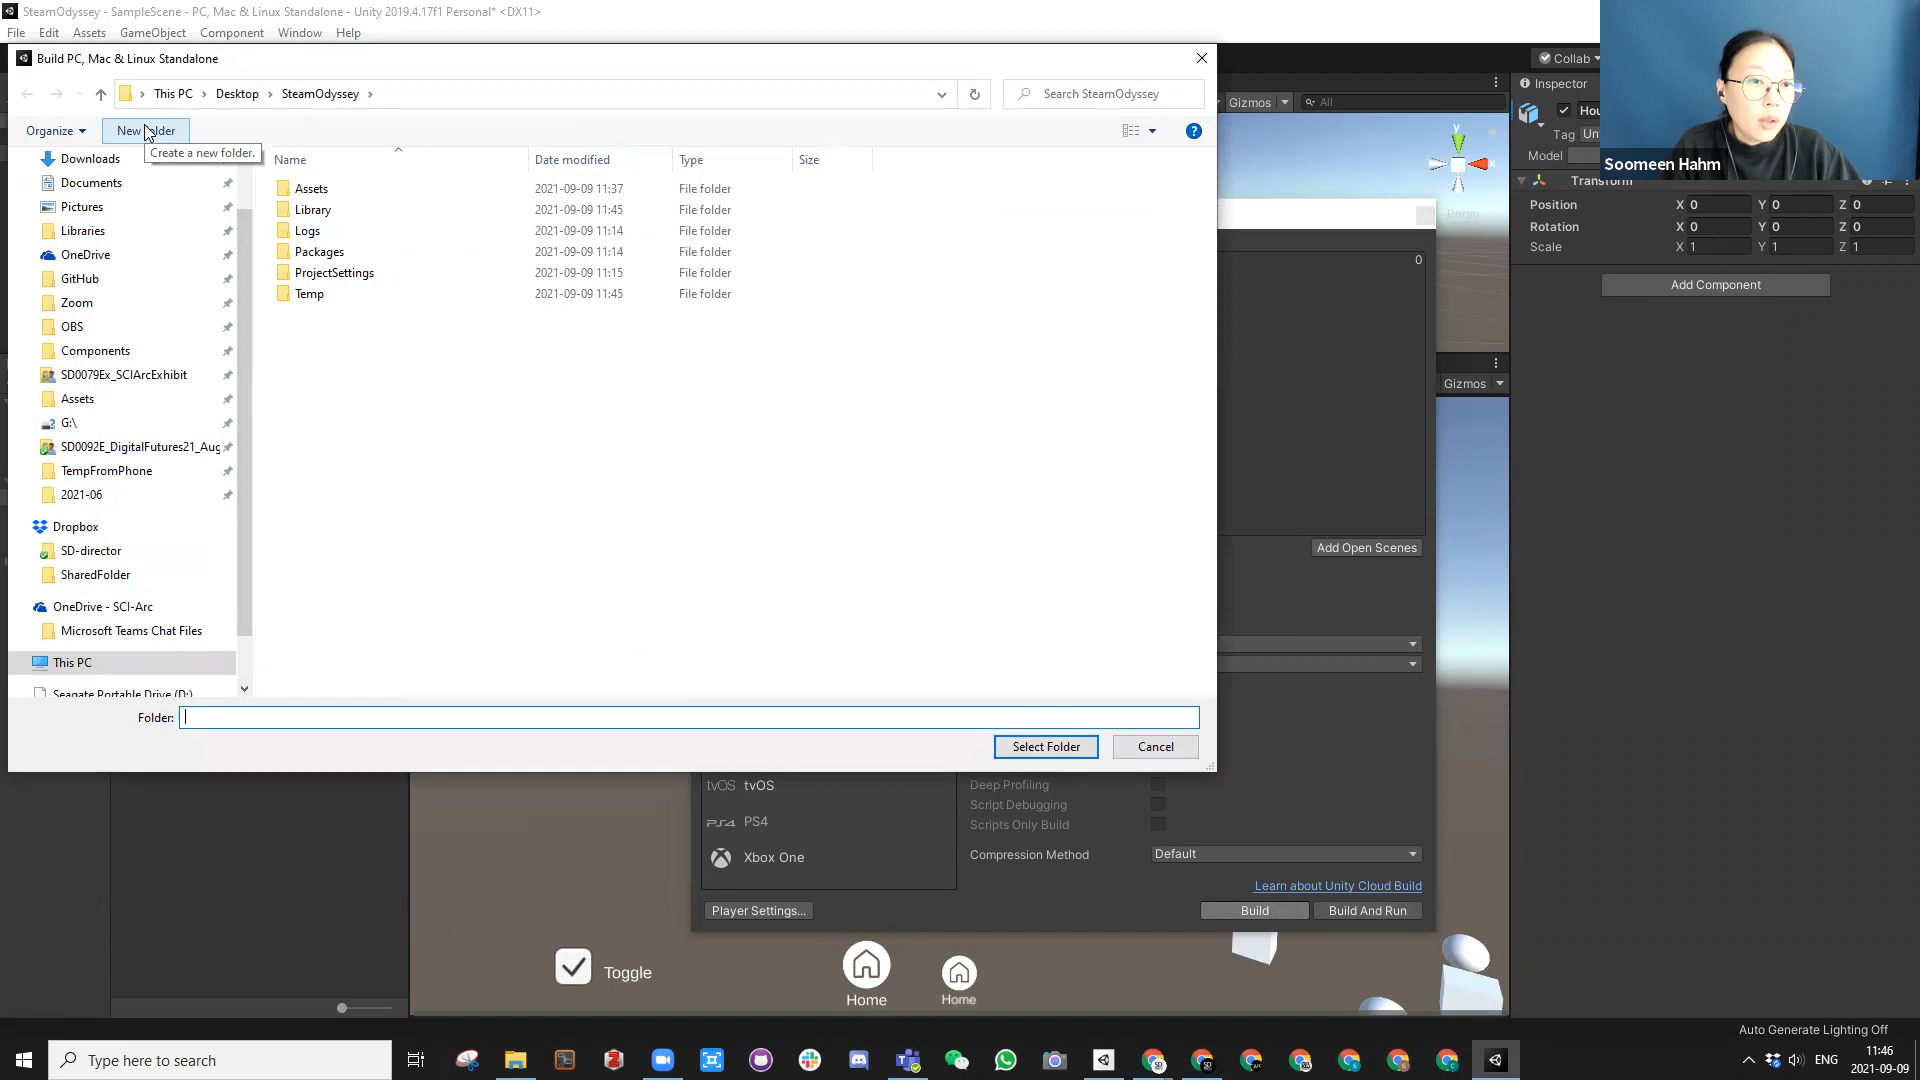 SteamOdyssey - SampleScene - PC, Mac & Linux Standalone - Unity 2019.4.17f1 Personal* <DX11>
File Edit Assets GameObject Component Window Help
Build PC, Mac & Linux Standalone
This PC > Desktop > SteamOdyssey >
Search SteamOdyssey
Organize
New folder
Create a new folder.
Name Date modified Type Size
Downloads
Documents
Pictures
Libraries
OneDrive
GitHub
Zoom
OBS
Components
SD0079Ex_SCIArcExhibit
Assets
G:\
SD0092E_DigitalFutures21_Aug
TempFromPhone
2021-06
Dropbox
SD-director
SharedFolder
OneDrive - SCI-Arc
Microsoft Teams Chat Files
This PC
Seagate Portable Drive (D:)
Assets 2021-09-09 11:37 File folder
Library 2021-09-09 11:45 File folder
Logs 2021-09-09 11:14 File folder
Packages 2021-09-09 11:14 File folder
ProjectSettings 2021-09-09 11:15 File folder
Temp 2021-09-09 11:45 File folder
Folder:
Select Folder
Cancel
Collab
Gizmos
All
y
x
Persp
0
Add Open Scenes
Gizmos
tvOS tvOS
PS4
Xbox One
Deep Profiling
Script Debugging
Scripts Only Build
Compression Method Default
Learn about Unity Cloud Build
Player Settings...
Build
Build And Run
Toggle
Home
Home
Inspector
Tag
Model
Soomeen Hahm
Transform
Position X 0 Y 0 Z 0
Rotation X 0 Y 0 Z 0
Scale X 1 Y 1 Z 1
Add Component
Auto Generate Lighting Off
Type here to search
ENG
11:46
2021-09-09